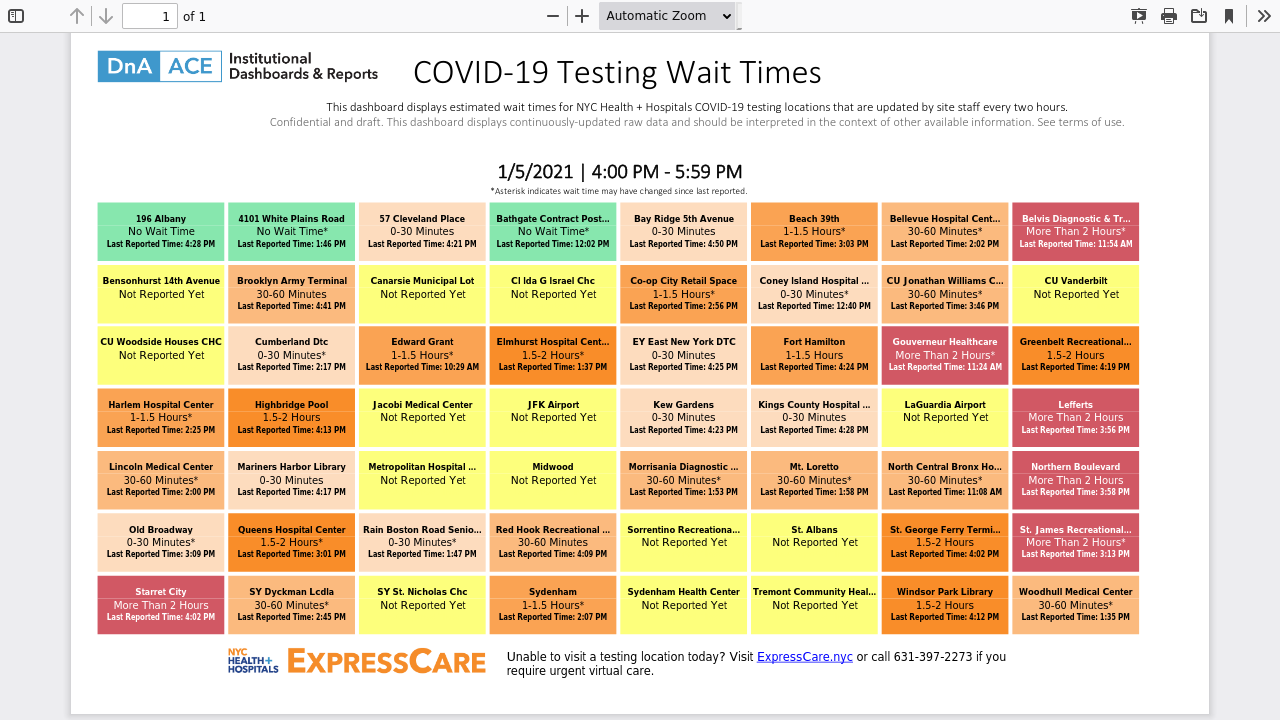 1
of 1
Automatic Zoom
DnA ACE Institutional
Dashboards & Reports
COVID-19 Testing Wait Times
This dashboard displays estimated wait times for NYC Health + Hospitals COVID-19 testing locations that are updated by site staff every two hours.
Confidential and draft. This dashboard displays continuously-updated raw data and should be interpreted in the context of other available information. See terms of use.
1/5/2021 | 4:00 PM - 5:59 PM
*Asterisk indicates wait time may have changed since last reported.
196 Albany
No Wait Time
Last Reported Time: 4:28 PM
4101 White Plains Road
No Wait Time*
Last Reported Time: 1:46 PM
57 Cleveland Place
0-30 Minutes
Last Reported Time: 4:21 PM
Bathgate Contract Post...
No Wait Time*
Last Reported Time: 12:02 PM
Bay Ridge 5th Avenue
0-30 Minutes
Last Reported Time: 4:50 PM
Beach 39th
1-1.5 Hours*
Last Reported Time: 3:03 PM
Bellevue Hospital Cent...
30-60 Minutes*
Last Reported Time: 2:02 PM
Belvis Diagnostic & Tr...
More Than 2 Hours*
Last Reported Time: 11:54 AM
Bensonhurst 14th Avenue
Not Reported Yet
Brooklyn Army Terminal
30-60 Minutes
Last Reported Time: 4:41 PM
Canarsie Municipal Lot
Not Reported Yet
Cl Ida G Israel Chc
Not Reported Yet
Co-op City Retail Space
1-1.5 Hours*
Last Reported Time: 2:56 PM
Coney Island Hospital ...
0-30 Minutes*
Last Reported Time: 12:40 PM
CU Jonathan Williams C...
30-60 Minutes*
Last Reported Time: 3:46 PM
CU Vanderbilt
Not Reported Yet
CU Woodside Houses CHC
Not Reported Yet
Cumberland Dtc
0-30 Minutes*
Last Reported Time: 2:17 PM
Edward Grant
1-1.5 Hours*
Last Reported Time: 10:29 AM
Elmhurst Hospital Cent...
1.5-2 Hours*
Last Reported Time: 1:37 PM
EY East New York DTC
0-30 Minutes
Last Reported Time: 4:25 PM
Fort Hamilton
1-1.5 Hours
Last Reported Time: 4:24 PM
Gouverneur Healthcare
More Than 2 Hours*
Last Reported Time: 11:24 AM
Greenbelt Recreational...
1.5-2 Hours
Last Reported Time: 4:19 PM
Harlem Hospital Center
1-1.5 Hours*
Last Reported Time: 2:25 PM
Highbridge Pool
1.5-2 Hours
Last Reported Time: 4:13 PM
Jacobi Medical Center
Not Reported Yet
JFK Airport
Not Reported Yet
Kew Gardens
0-30 Minutes
Last Reported Time: 4:23 PM
Kings County Hospital ...
0-30 Minutes
Last Reported Time: 4:28 PM
LaGuardia Airport
Not Reported Yet
Lefferts
More Than 2 Hours
Last Reported Time: 3:56 PM
Lincoln Medical Center
30-60 Minutes*
Last Reported Time: 2:00 PM
Mariners Harbor Library
0-30 Minutes
Last Reported Time: 4:17 PM
Metropolitan Hospital ...
Not Reported Yet
Midwood
Not Reported Yet
Morrisania Diagnostic ...
30-60 Minutes*
Last Reported Time: 1:53 PM
Mt. Loretto
30-60 Minutes*
Last Reported Time: 1:58 PM
North Central Bronx Ho...
30-60 Minutes*
Last Reported Time: 11:08 AM
Northern Boulevard
More Than 2 Hours
Last Reported Time: 3:58 PM
Old Broadway
0-30 Minutes*
Last Reported Time: 3:09 PM
Queens Hospital Center
1.5-2 Hours*
Last Reported Time: 3:01 PM
Rain Boston Road Senio...
0-30 Minutes*
Last Reported Time: 1:47 PM
Red Hook Recreational ...
30-60 Minutes
Last Reported Time: 4:09 PM
Sorrentino Recreationa...
Not Reported Yet
St. Albans
Not Reported Yet
St. George Ferry Termi...
1.5-2 Hours
Last Reported Time: 4:02 PM
St. James Recreational...
More Than 2 Hours*
Last Reported Time: 3:13 PM
Starret City
More Than 2 Hours
Last Reported Time: 4:02 PM
SY Dyckman Lcdla
30-60 Minutes*
Last Reported Time: 2:45 PM
SY St. Nicholas Chc
Not Reported Yet
Sydenham
1-1.5 Hours*
Last Reported Time: 2:07 PM
Sydenham Health Center
Not Reported Yet
Tremont Community Heal...
Not Reported Yet
Windsor Park Library
1.5-2 Hours
Last Reported Time: 4:12 PM
Woodhull Medical Center
30-60 Minutes*
Last Reported Time: 1:35 PM
NYC
HEALTH+
HOSPITALS
EXPRESSCARE
Unable to visit a testing location today? Visit ExpressCare.nyc or call 631-397-2273 if you
require urgent virtual care.